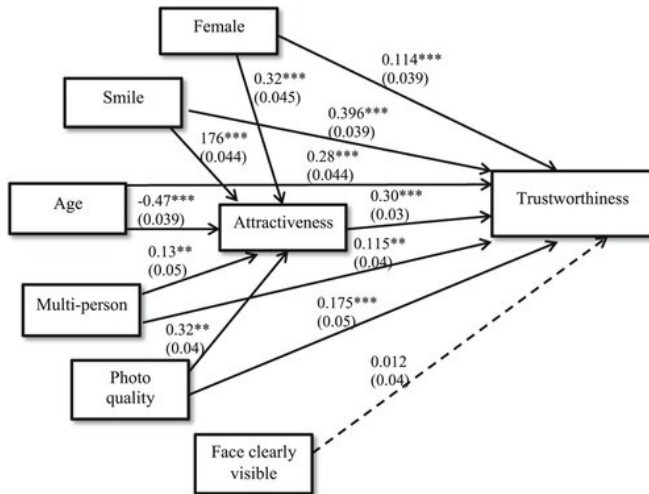 Female
0.114***
(0.039)
0.32***
(0.045)
Smile
0.396***
(0.039)
176***
(0.044)
0.28***
(0.044)
Age
-0.47***
(0.039)
Attractiveness
0.30***
(0.03)
Trustworthiness
0.13**
(0.05)
0.115**
(0.04)
Multi-person
0.32**
(0.04)
0.175***
(0.05)
Photo
quality
0.012
(0.04)
Face clearly
visible